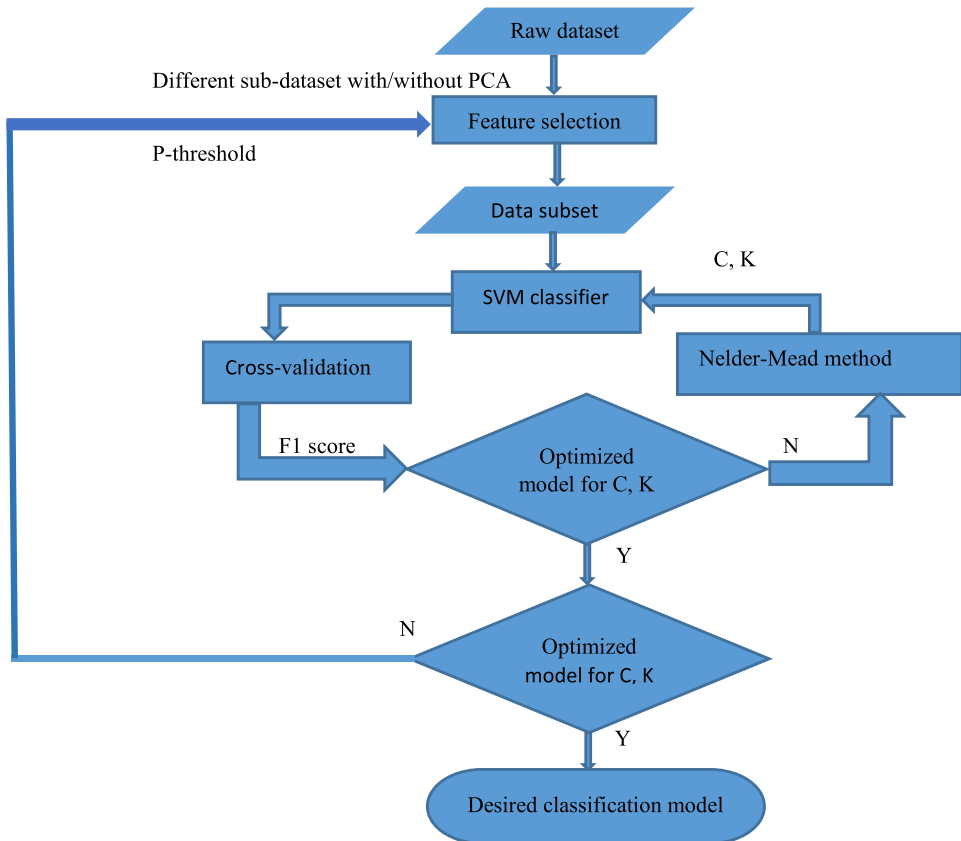 Raw dataset
Different sub-dataset with/without PCA
Feature selection
P-threshold
Data subset
C, K
SVM classifier
Cross-validation
Nelder-Mead method
F1 score
N
Optimized
model for C, K
Y
N
Optimized
model for C, K
Y
Desired classification model